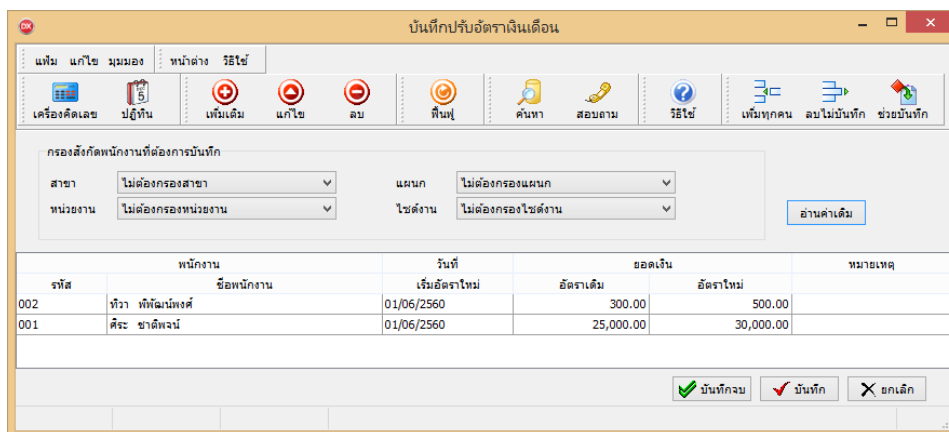 บันทึกปรับอัตราเงินเดือน
แฟ้ม แก้ไข มุมมอง หน้าต่าง วิธีใช้
เครื่องคิดเลข ปฏิทิน เพิ่มเติม แก้ไข ลบ ฟื้นฟู ค้นหา สอบถาม วิธีใช้ เพิ่มทุกคน ลบไม่บันทึก ช่วยบันทึก
กรองสังกัดพนักงานที่ต้องการบันทึก
สาขา ไม่ต้องกรองสาขา แผนก ไม่ต้องกรองแผนก
หน่วยงาน ไม่ต้องกรองหน่วยงาน ไซด์งาน ไม่ต้องกรองไซด์งาน
อ่านค่าเดิม
พนักงาน วันที่ ยอดเงิน หมายเหตุ
รหัส ชื่อพนักงาน เริ่มอัตราใหม่ อัตราเดิม อัตราใหม่
002 ทิวา พิพัฒน์พงศ์ 01/06/2560 300.00 500.00
001 ศิระ ชาติพจน์ 01/06/2560 25,000.00 30,000.00
บันทึกจบ บันทึก ยกเลิก